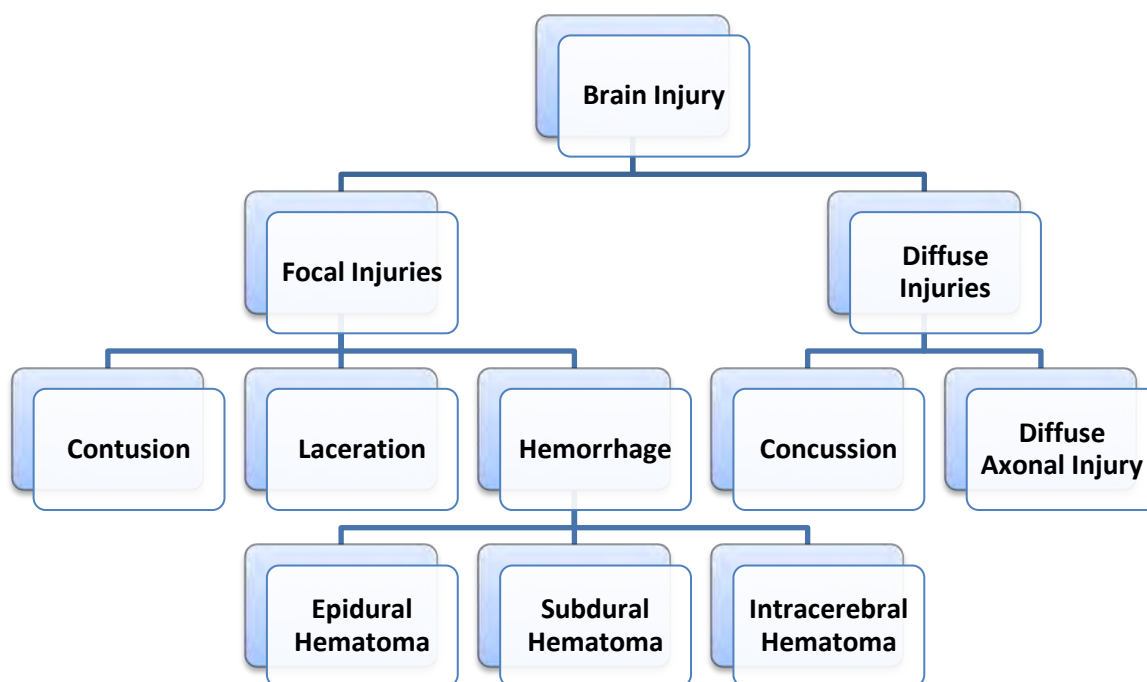 Brain Injury
Focal Injuries
Diffuse
Injuries
Contusion
Laceration
Hemorrhage
Concussion
Diffuse
Axonal Injury
Epidural
Hematoma
Subdural
Hematoma
Intracerebral
Hematoma